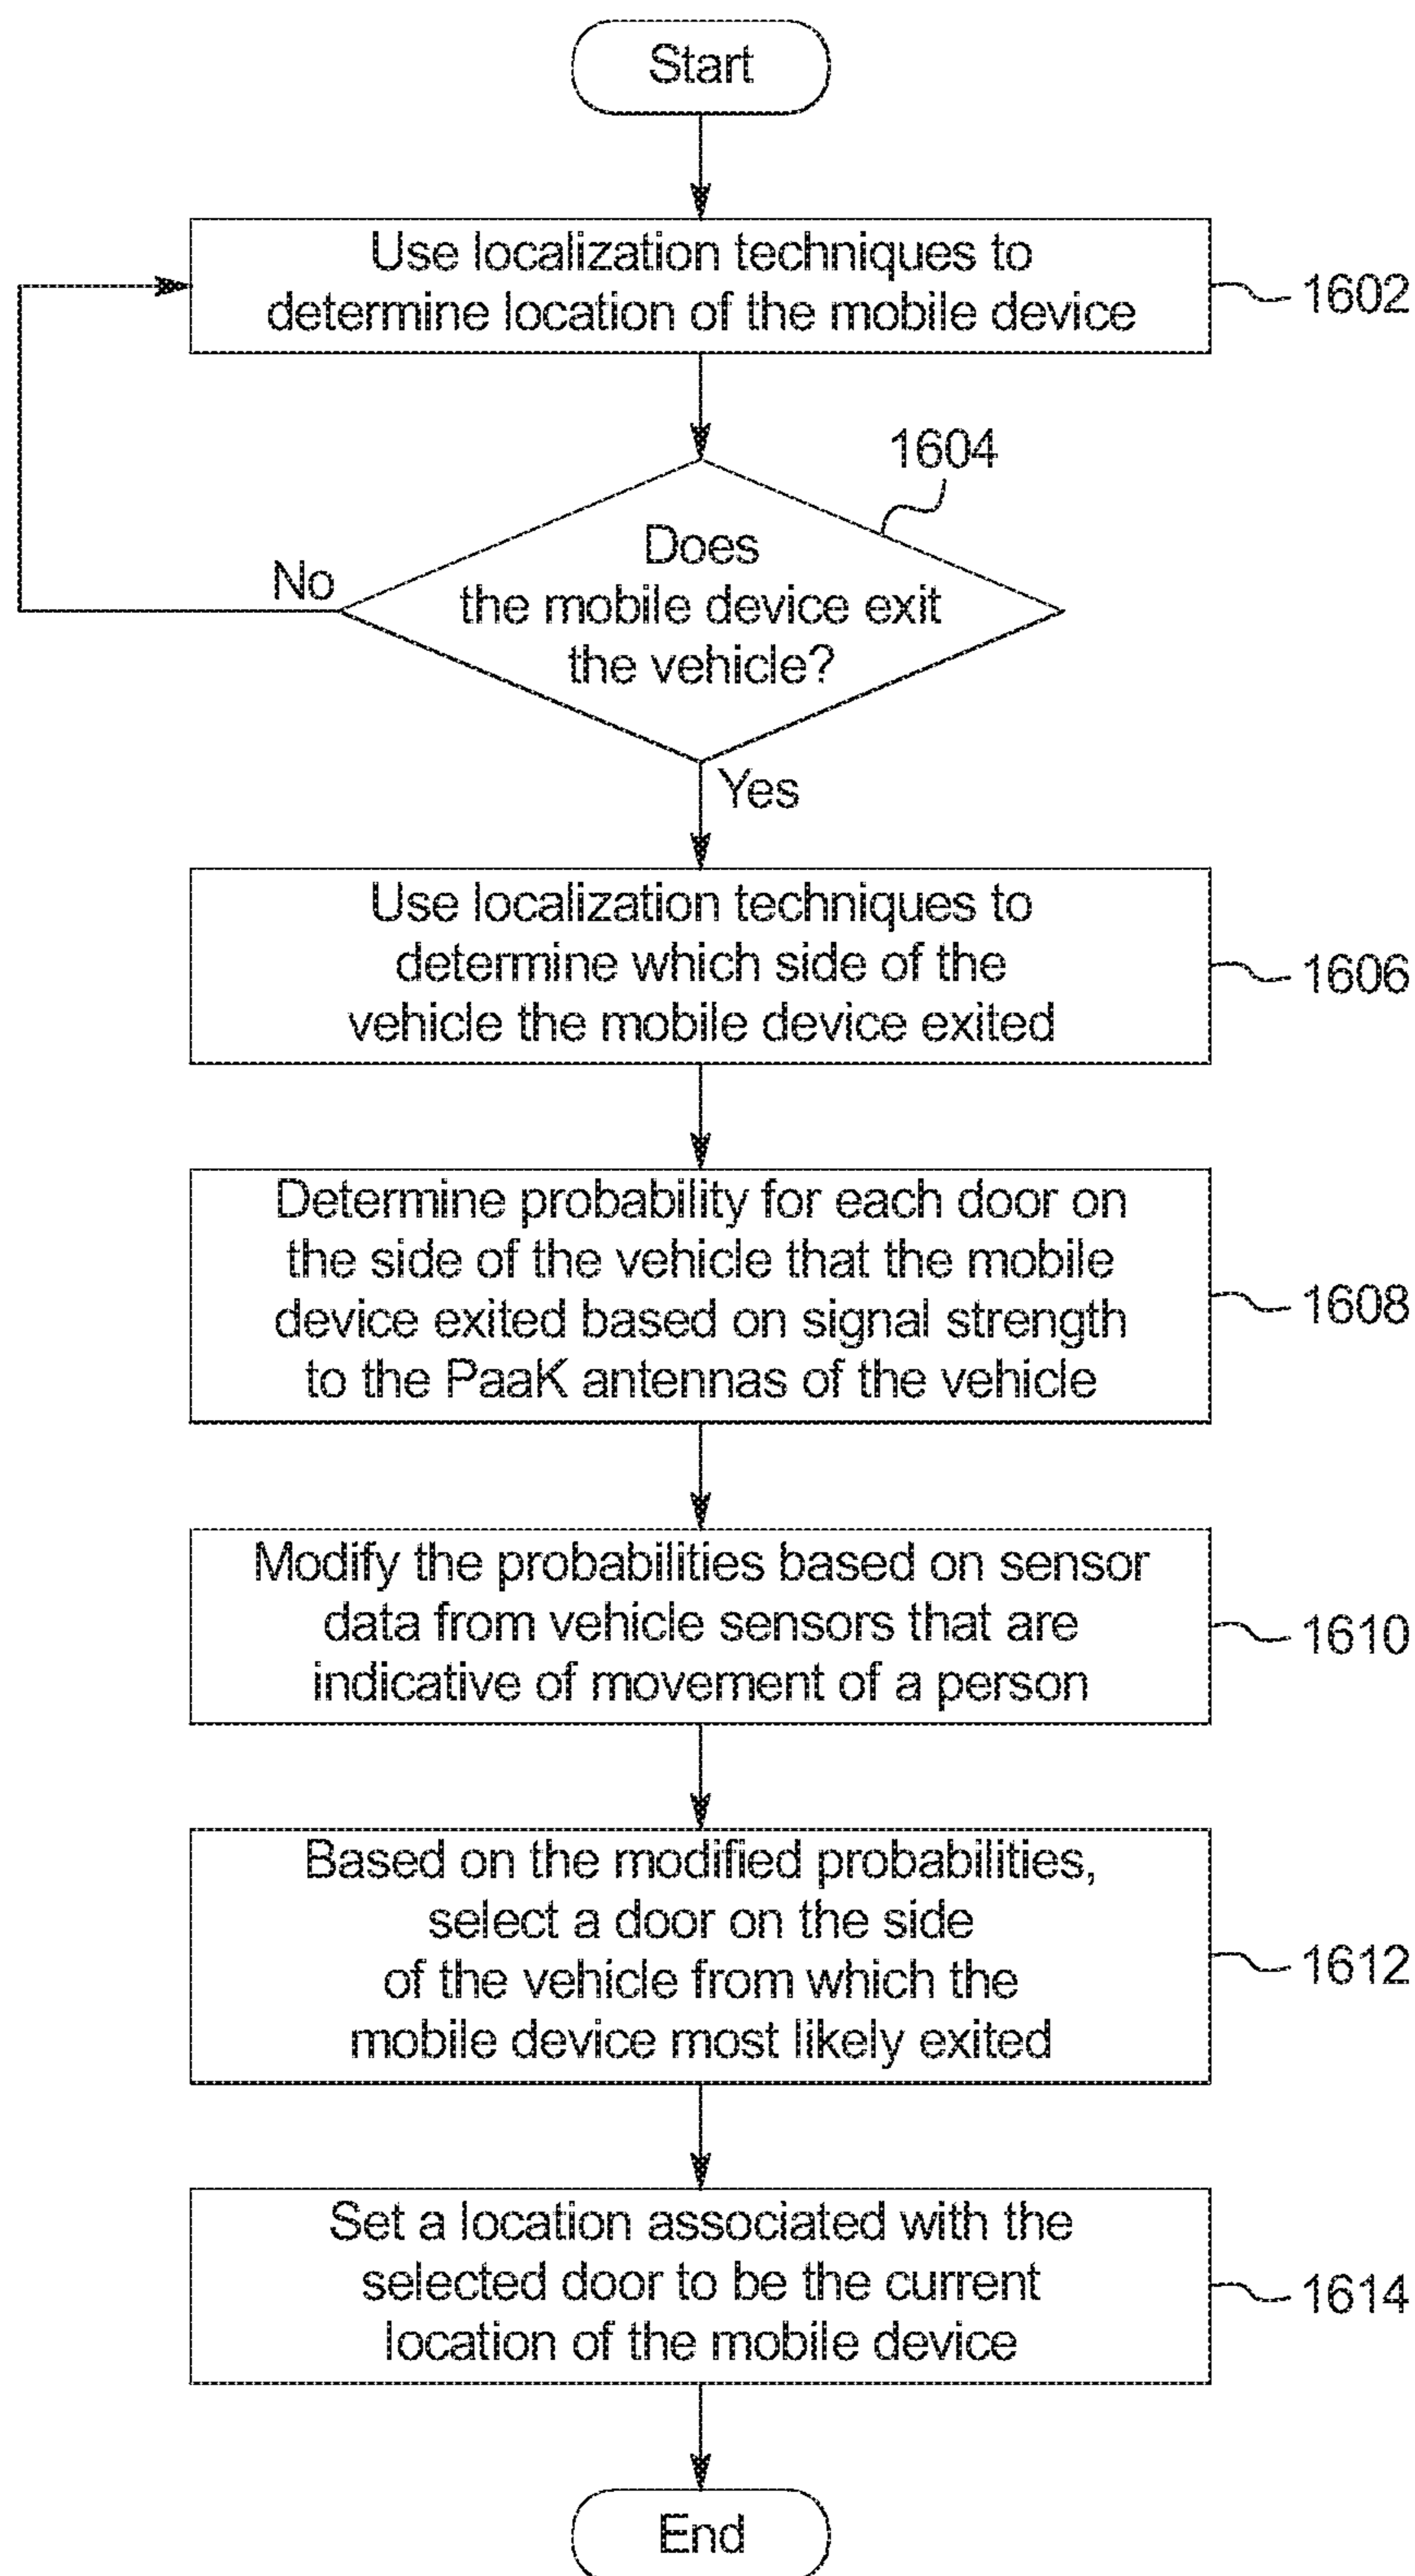 Start
Use localization techniques to
determine location of the mobile device
1602
1604
Does
the mobile device exit
the vehicle?
No
Yes
Use localization techniques to
determine which side of the
vehicle the mobile device exited
1606
Determine probability for each door on
the side of the vehicle that the mobile
device exited based on signal strength
to the PaaK antennas of the vehicle
1608
Modify the probabilities based on sensor
data from vehicle sensors that are
indicative of movement of a person
1610
Based on the modified probabilities,
select a door on the side
of the vehicle from which the
mobile device most likely exited
1612
Set a location associated with the
selected door to be the current
location of the mobile device
1614
End